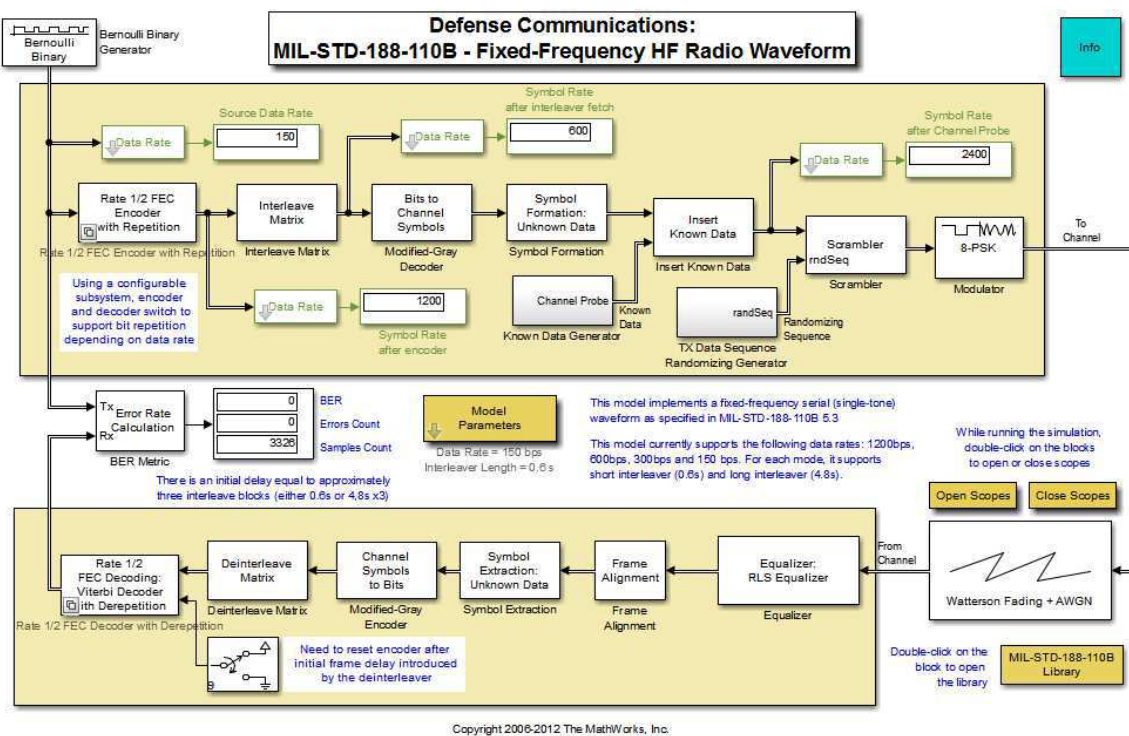 Defense Communications:
MIL-STD-188-110B - Fixed-Frequency HF Radio Waveform
Info
Bernoulli
Binary
Bernoulli Binary
Generator
Source Data Rate
Data Rate
150
Symbol Rate
after interleaver fetch
Data Rate
600
Symbol Rate
after Channel Probe
Data Rate
2400
Rate 1/2 FEC
Encoder
with Repetition
Rate 1/2 FEC Encoder with Repetition
Interleave
Matrix
Interleave Matrix
Bits to
Channel
Symbols
Modified-Gray
Decoder
Symbol
Formation:
Unknown Data
Symbol Formation
Insert
Known Data
Insert Known Data
Scrambler
rndSeq
Scrambler
8-PSK
Modulator
To
Channel
Using a configurable
subsystem, encoder
and decoder switch to
support bit repetition
depending on data rate
Data Rate
1200
Symbol Rate
after encoder
Channel Probe
Known
Data
Known Data Generator
randSeq
Randomizing
Sequence
TX Data Sequence
Randomizing Generator
Tx
Rx
Error Rate
Calculation
BER Metric
0
0
3326
BER
Errors Count
Samples Count
Model
Parameters
Data Rate = 150 bps
Interleaver Length = 0.6 s
There is an initial delay equal to approximately
three interleave blocks (either 0.6s or 4,8s x3)
This model implements a fixed-frequency serial (single-tone)
waveform as specified in MIL-STD-188-110B 5.3
This model currently supports the following data rates: 1200bps,
600bps, 300bps and 150 bps. For each mode, it supports
short interleaver (0.6s) and long interleaver (4.8s).
While running the simulation,
double-click on the blocks
to open or close scopes
Open Scopes
Close Scopes
Rate 1/2
FEC Decoding:
Viterbi Decoder
ith Derepetition
Rate 1/2 FEC Decoder with Derepetition
Deinterleave
Matrix
Deinterleave Matrix
Channel
Symbols
to Bits
Modified-Gray
Encoder
Symbol
Extraction:
Unknown Data
Symbol Extraction
Frame
Alignment
Frame
Alignment
Equalizer:
RLS Equalizer
Equalizer
From
Channel
Watterson Fading + AWGN
Need to reset encoder after
initial frame delay introduced
by the deinterleaver
Double-click on the
block to open
the library
MIL-STD-188-110B
Library
Copyright 2006-2012 The MathWorks, Inc.